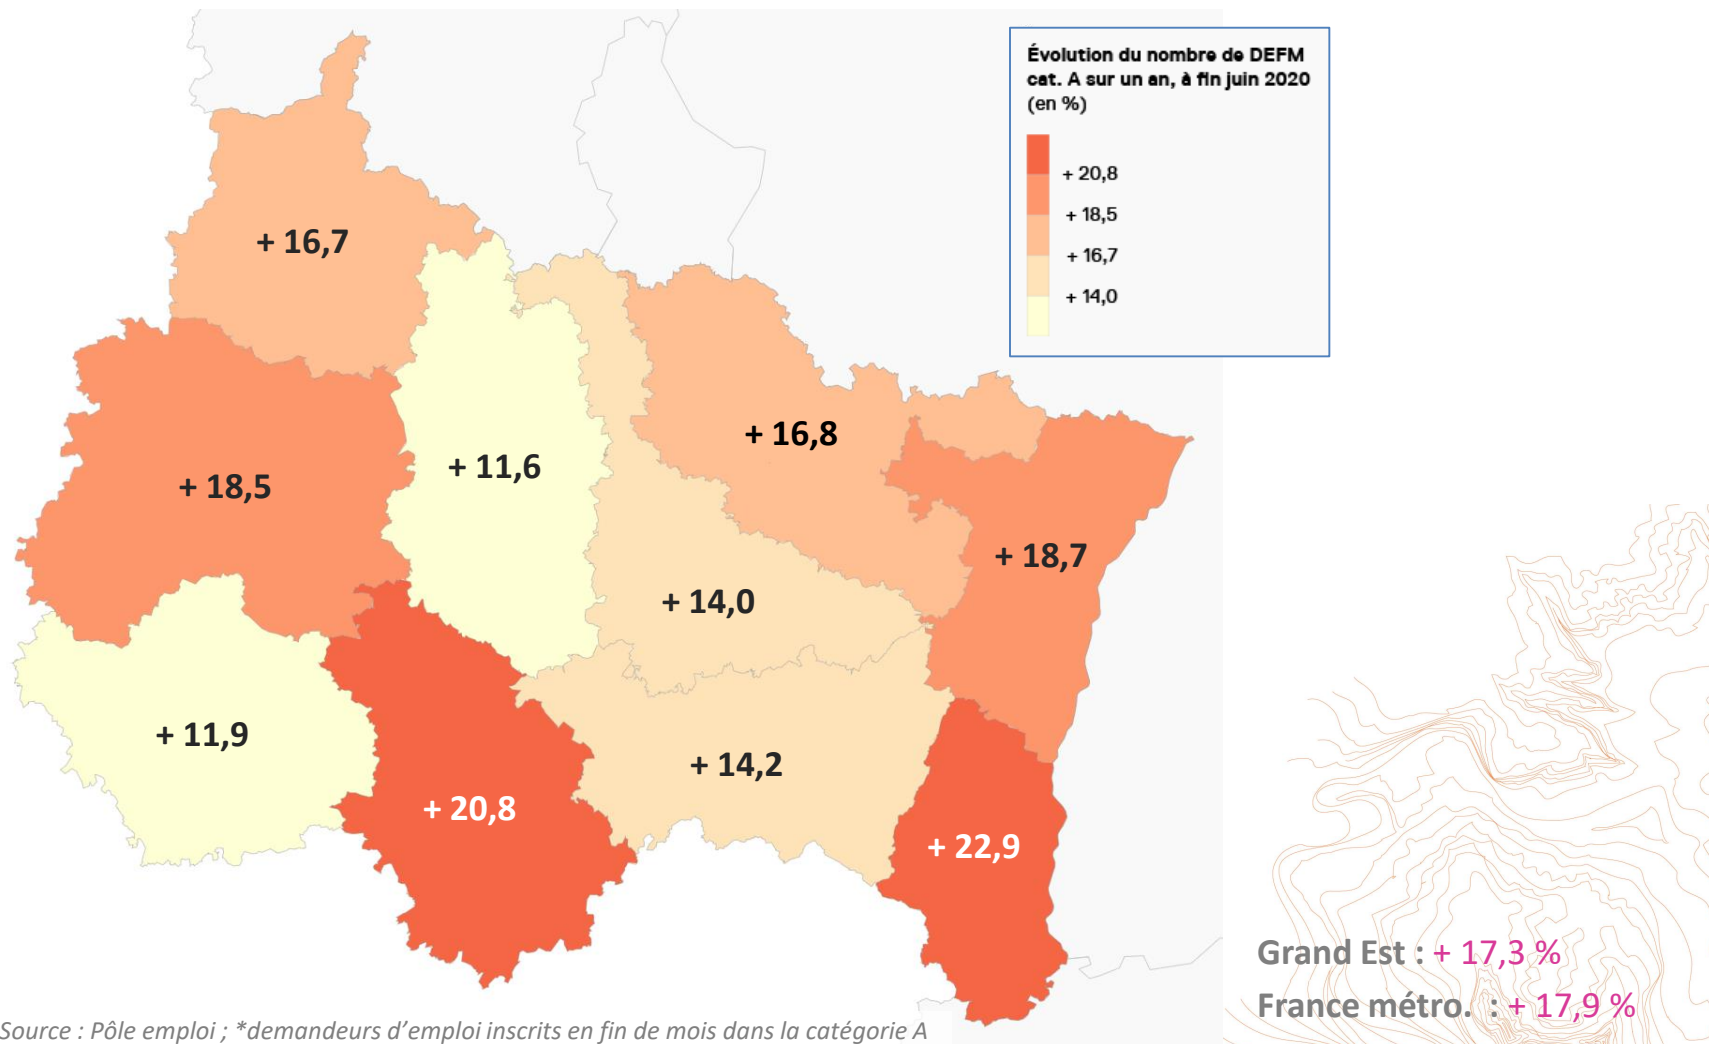 Évolution du nombre de DEFM
cat. A sur un an, à fin juin 2020
(en %)
+ 20,8
+ 18,5
+ 16,7
+ 14,0
+ 16,7
+ 16,8
+ 11,6
+ 18,5
+ 18,7
+ 14,0
+ 11,9
+ 14,2
+ 20,8
+ 22,9
Grand Est : + 17,3 %
France métro. : + 17,9 %
Source : Pôle emploi ; *demandeurs d’emploi inscrits en fin de mois dans la catégorie A